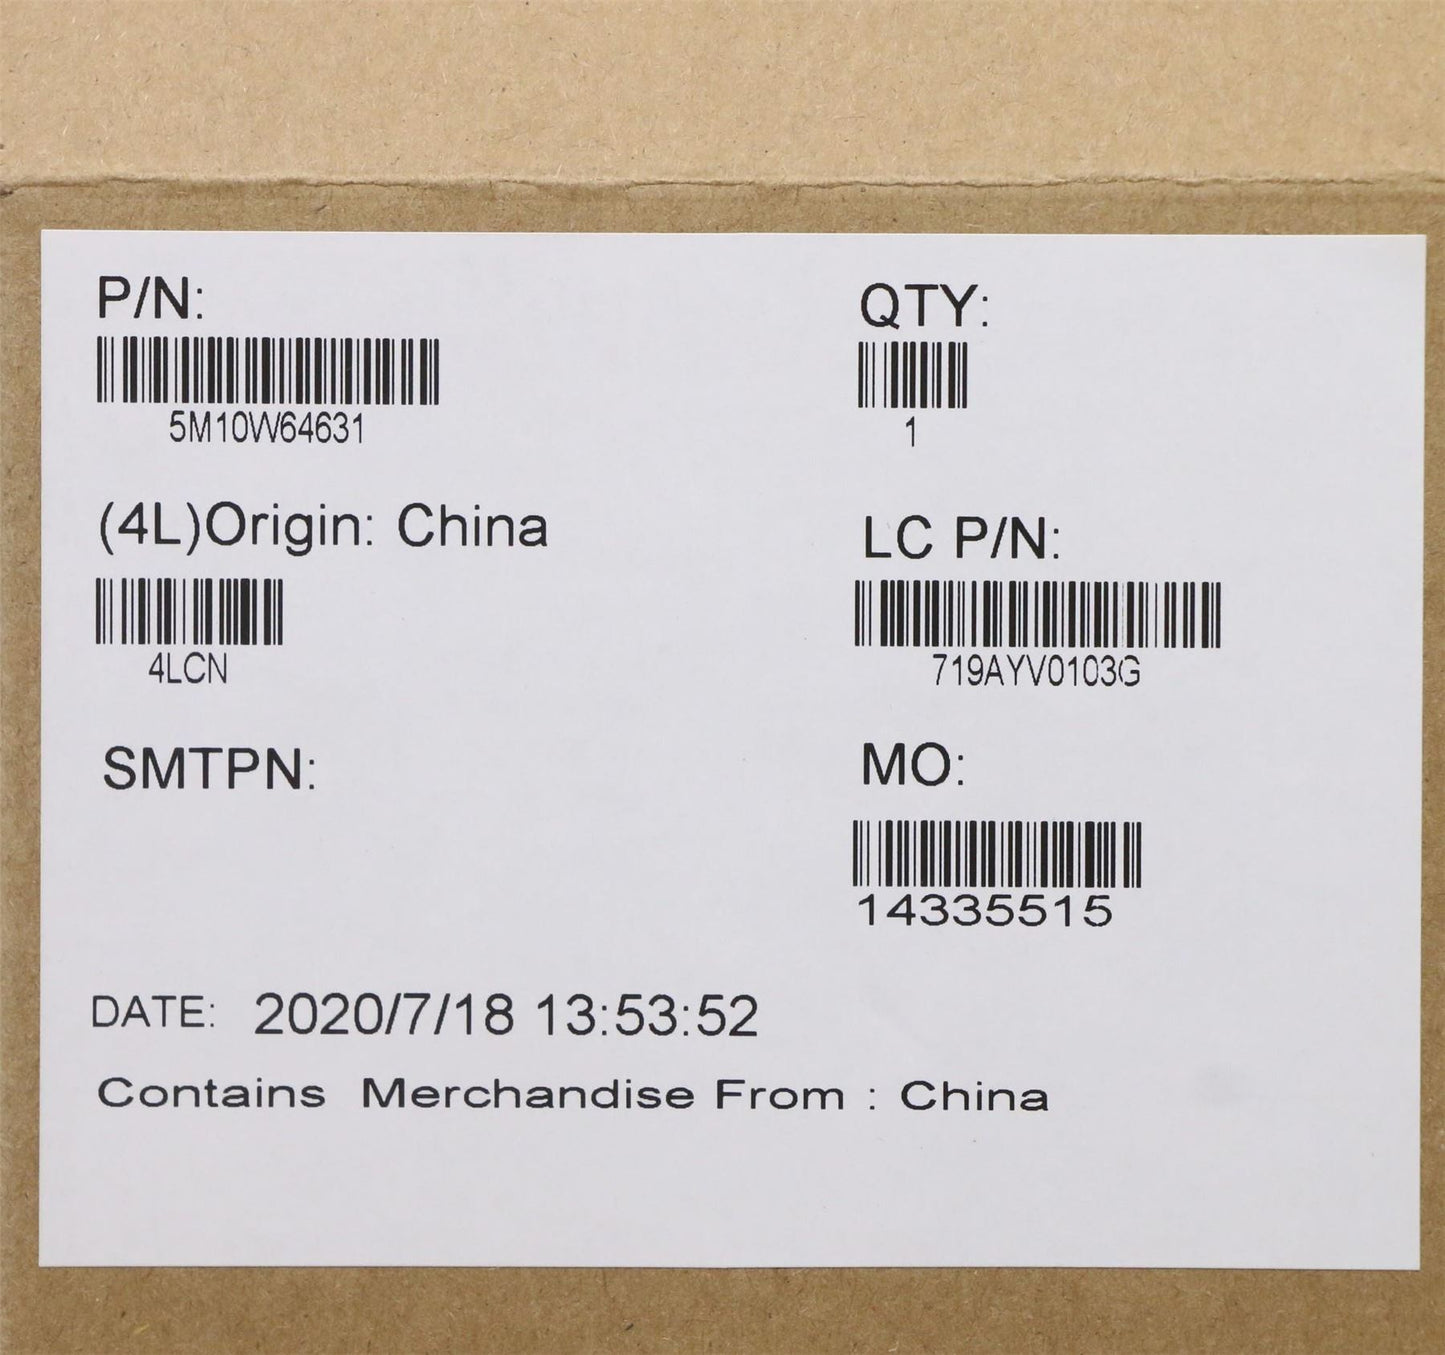 P/N:
5M10W64631
QTY:
1
(4L)Origin: China
4LCN
LC P/N:
719AYV0103G
SMTPN:
MO:
14335515
DATE: 2020/7/18 13:53:52
Contains Merchandise From : China